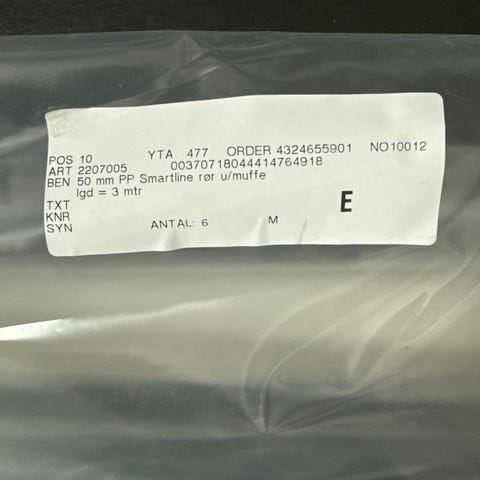 POS 10 YTA 477 ORDER 4324655901 NO10012
ART 2207005 00370718044414764918
BEN 50 mm PP Smartline rør u/muffe
lgd = 3 mtr
TXT
KNR
SYN ANTAL: 6 M E